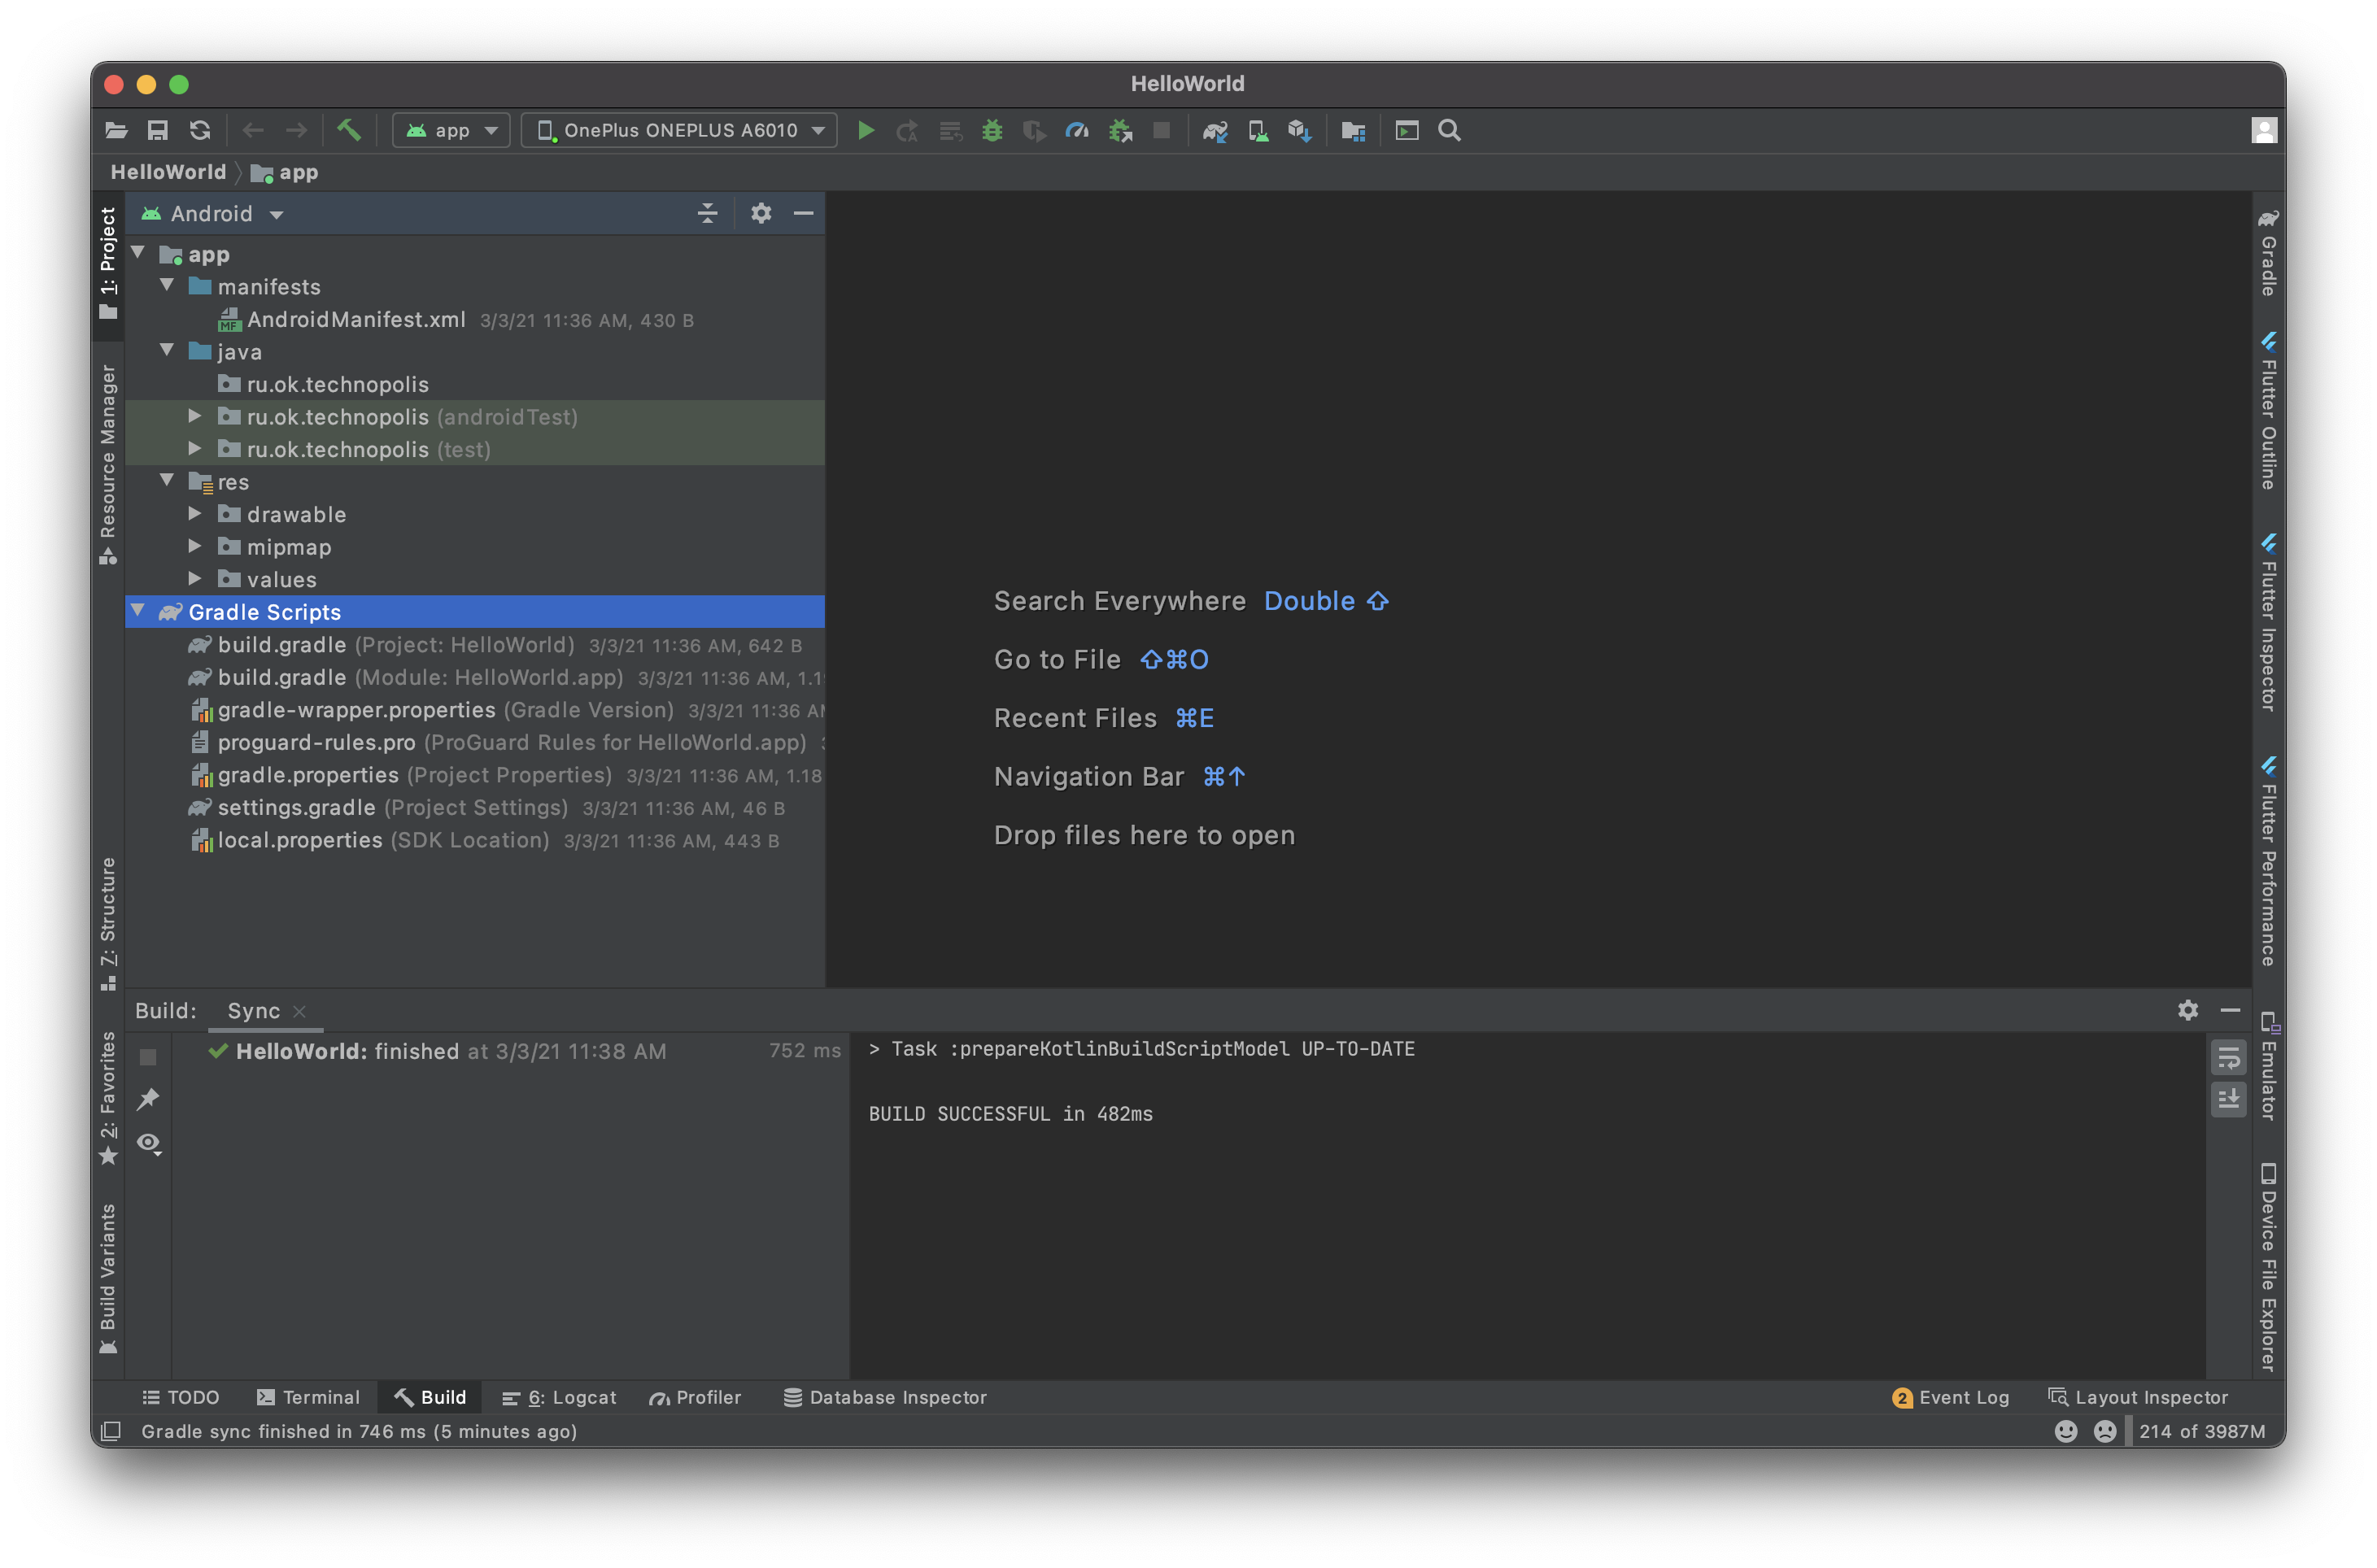 HelloWorld
app
OnePlus ONEPLUS A6010
HelloWorld
app
Android
1: Project
Resource Manager
7: Structure
2: Favorites
Build Variants
app
manifests
AndroidManifest.xml 3/3/21 11:36 AM, 430 B
java
ru.ok.technopolis
ru.ok.technopolis (androidTest)
ru.ok.technopolis (test)
res
drawable
mipmap
values
Gradle Scripts
build.gradle (Project: HelloWorld) 3/3/21 11:36 AM, 642 B
build.gradle (Module: HelloWorld.app) 3/3/21 11:36 AM,
gradle-wrapper.properties (Gradle Version) 3/3/21 11:36
proguard-rules.pro (ProGuard Rules for HelloWorld.app)
gradle.properties (Project Properties) 3/3/21 11:36 AM, 1.18
settings.gradle (Project Settings) 3/3/21 11:36 AM, 46 B
local.properties (SDK Location) 3/3/21 11:36 AM, 443 B
Search Everywhere Double ⇧
Go to File ⇧⌘O
Recent Files ⌘E
Navigation Bar ⌘↑
Drop files here to open
Gradle
Flutter Outline
Flutter Inspector
Flutter Performance
Emulator
Device File Explorer
Build: Sync
HelloWorld: finished at 3/3/21 11:38 AM 752 ms
> Task :prepareKotlinBuildScriptModel UP-TO-DATE
BUILD SUCCESSFUL in 482ms
TODO Terminal Build 6: Logcat Profiler Database Inspector 2 Event Log Layout Inspector
Gradle sync finished in 746 ms (5 minutes ago) 214 of 3987M